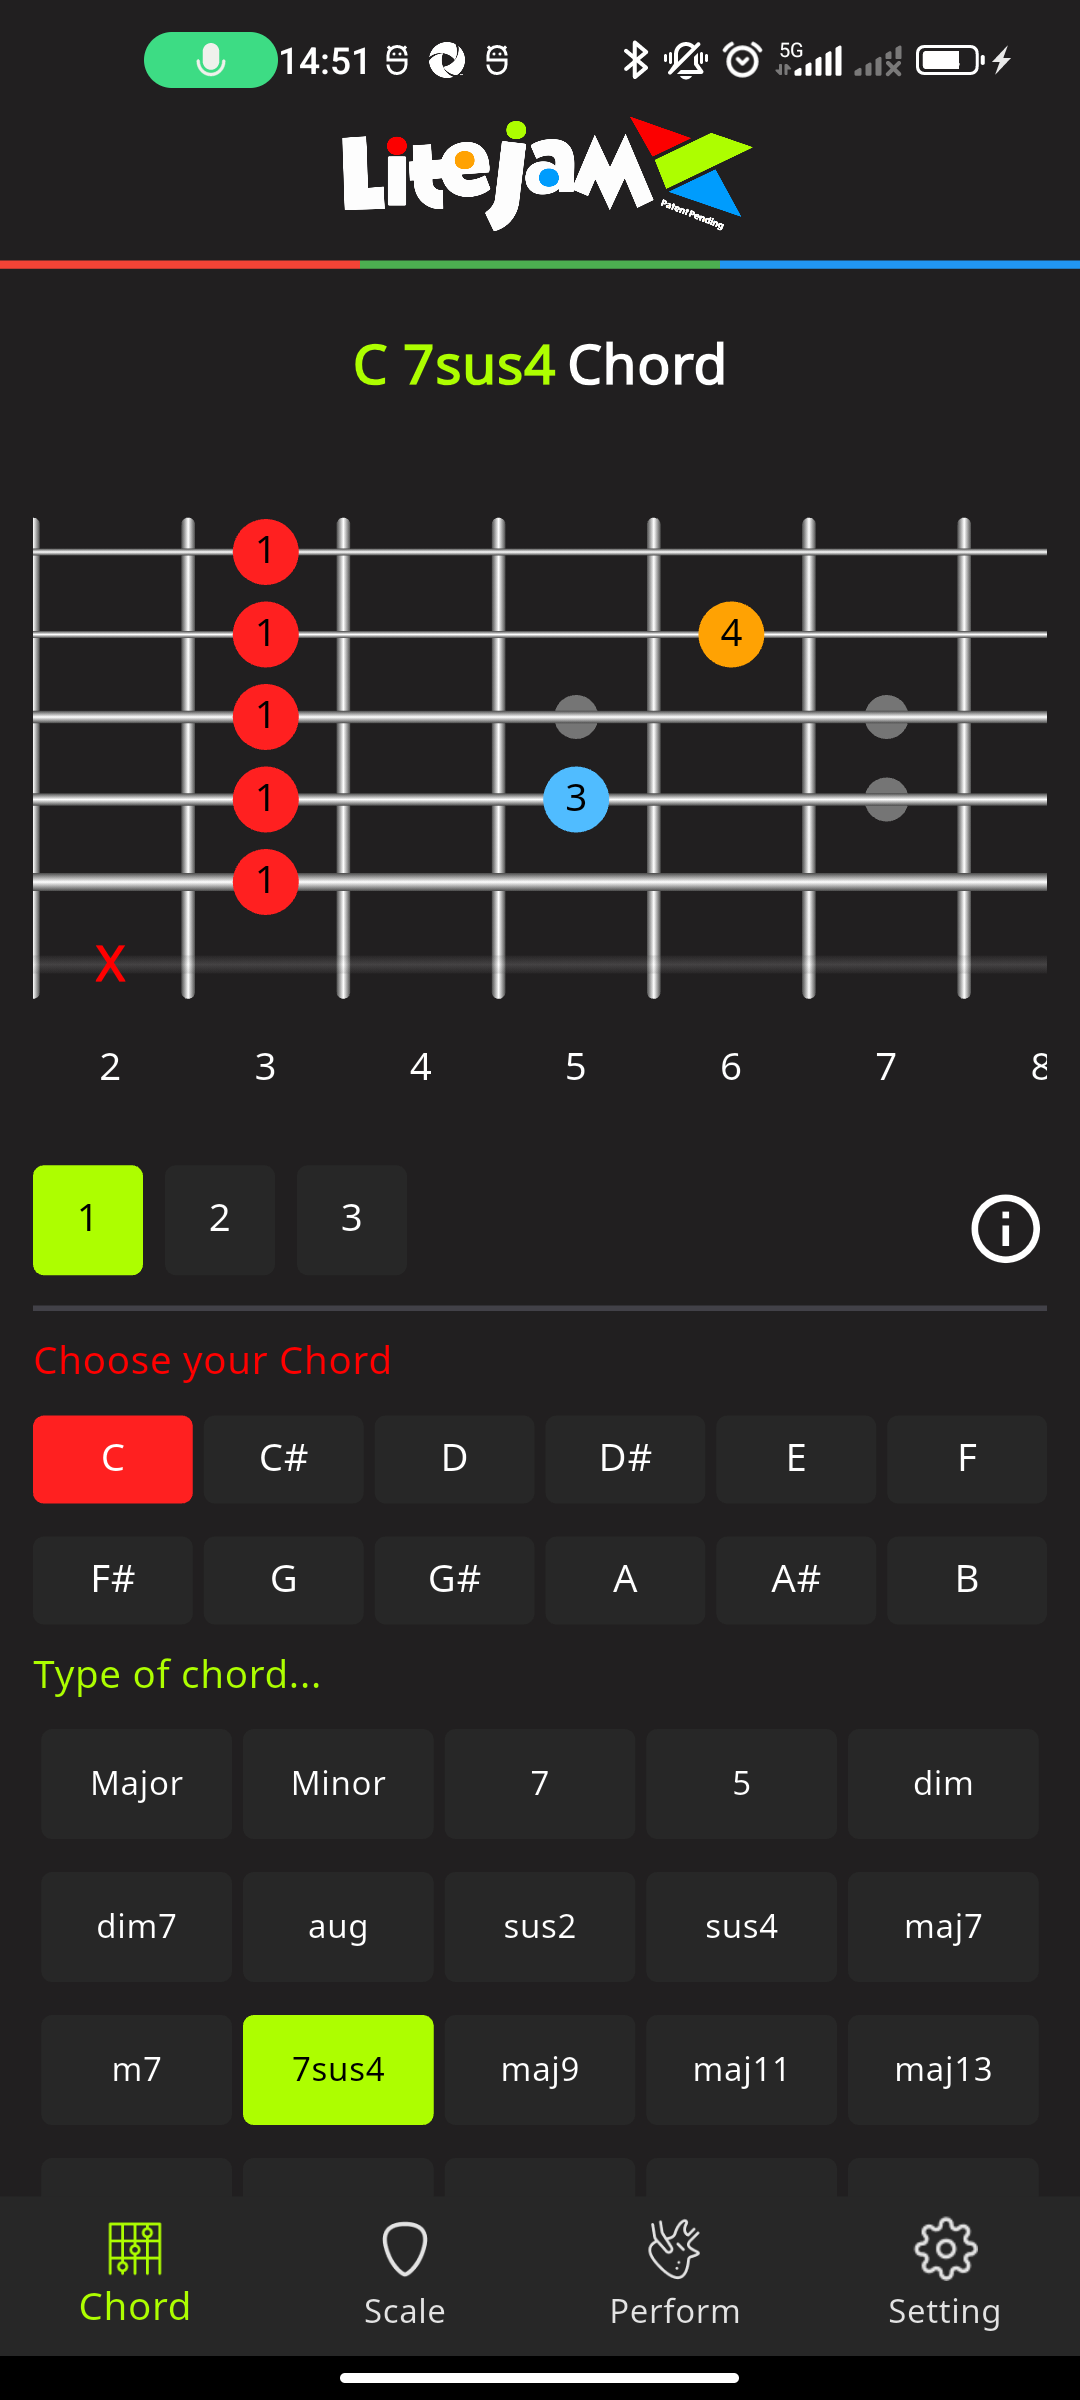 14:51 5G
LiteJam
Patent Pending
C 7sus4 Chord
1
1 4
1
1 3
1
X
2 3 4 5 6 7 8
1 2 3
Choose your Chord
C C# D D# E F
F# G G# A A# B
Type of chord...
Major Minor 7 5 dim
dim7 aug sus2 sus4 maj7
m7 7sus4 maj9 maj11 maj13
Chord Scale Perform Setting